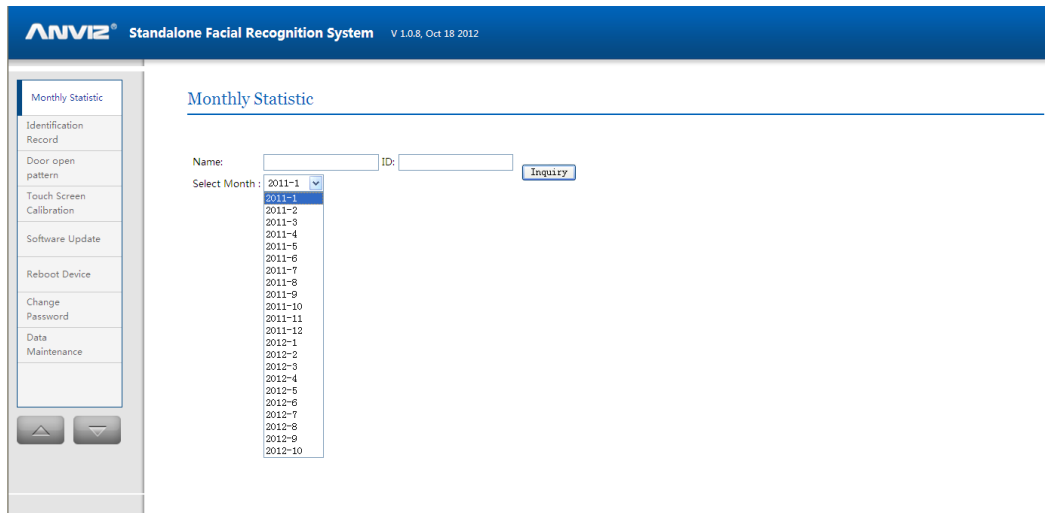 ANVIZ® Standalone Facial Recognition System V 1.0.8, Oct 18 2012
Monthly Statistic
Identification
Record
Door open
pattern
Touch Screen
Calibration
Software Update
Reboot Device
Change
Password
Data
Maintenance
Monthly Statistic
Name: ID:
Inquiry
Select Month : 2011-1
2011-1
2011-2
2011-3
2011-4
2011-5
2011-6
2011-7
2011-8
2011-9
2011-10
2011-11
2011-12
2012-1
2012-2
2012-3
2012-4
2012-5
2012-6
2012-7
2012-8
2012-9
2012-10